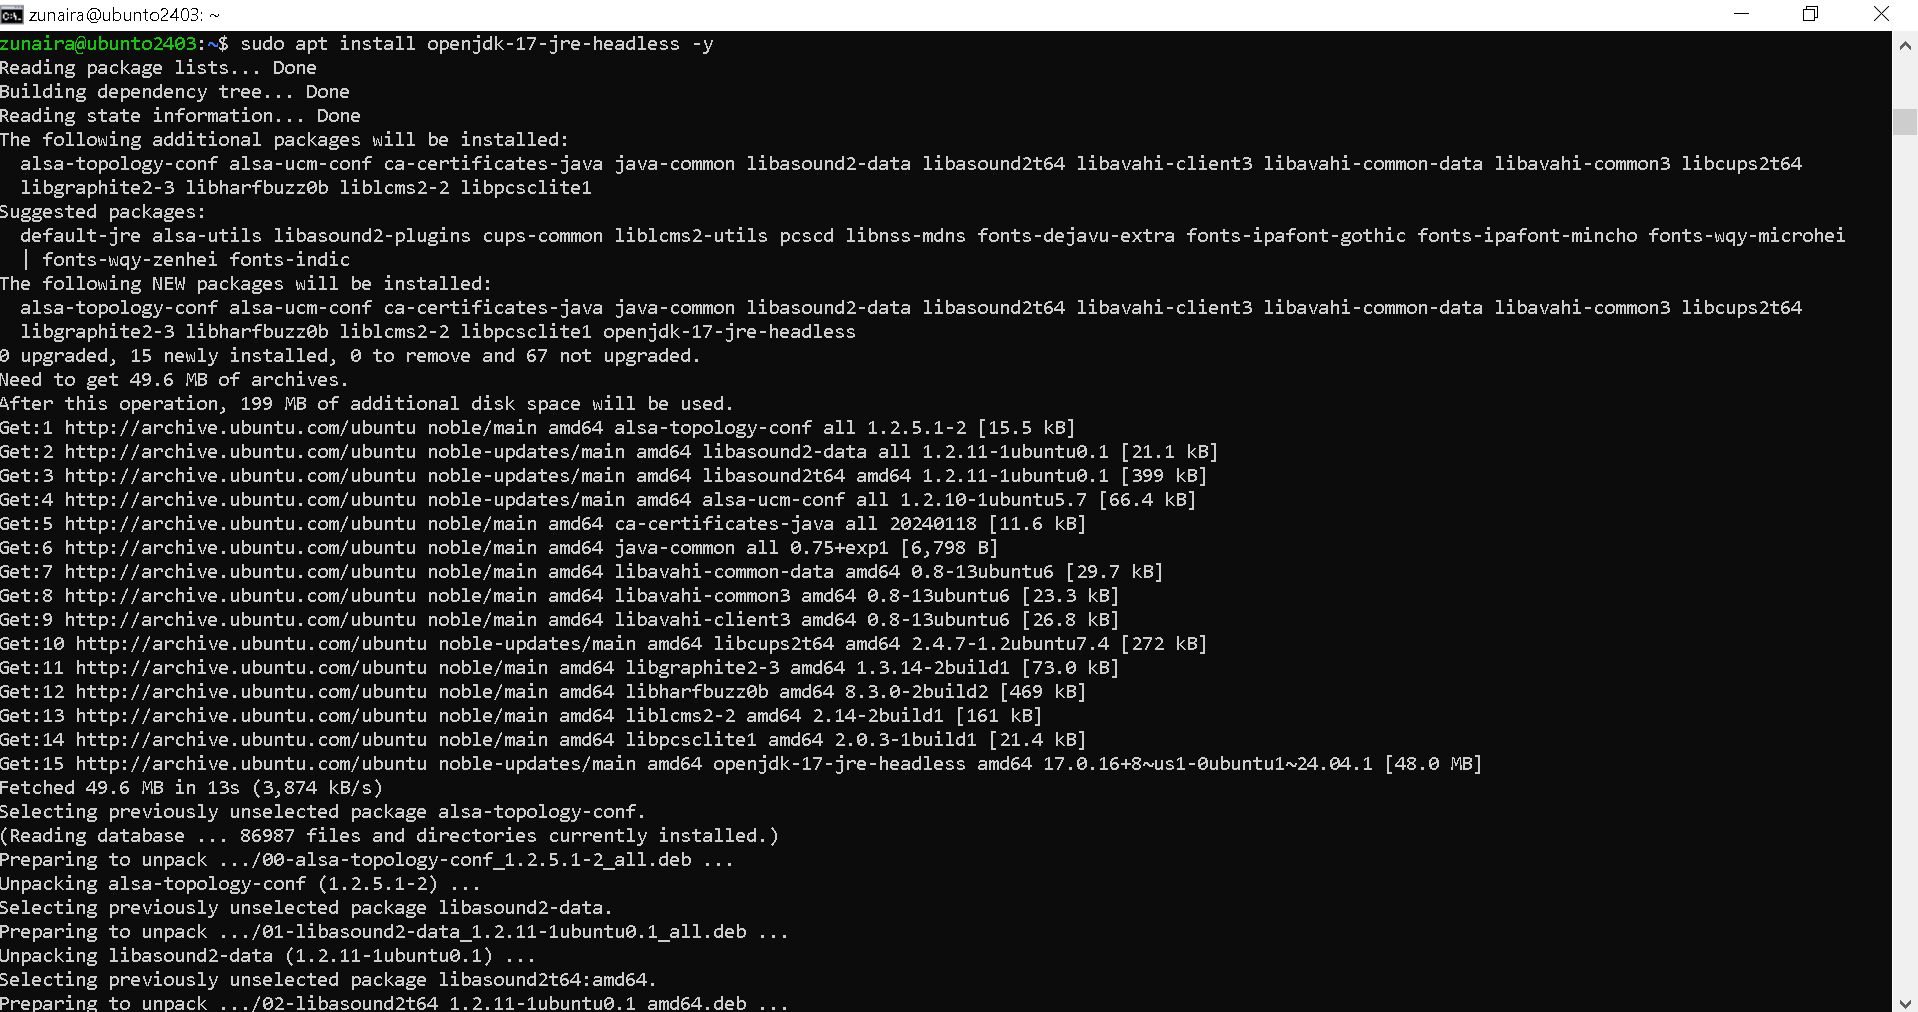 zunaira@ubunto2403: ~
zunaira@ubunto2403:~$ sudo apt install openjdk-17-jre-headless -y
Reading package lists... Done
Building dependency tree... Done
Reading state information... Done
The following additional packages will be installed:
  alsa-topology-conf alsa-ucm-conf ca-certificates-java java-common libasound2-data libasound2t64 libavahi-client3 libavahi-common-data libavahi-common3 libcups2t64
  libgraphite2-3 libharfbuzz0b liblcms2-2 libpcsclite1
Suggested packages:
  default-jre alsa-utils libasound2-plugins cups-common liblcms2-utils pcscd libnss-mdns fonts-dejavu-extra fonts-ipafont-gothic fonts-ipafont-mincho fonts-wqy-microhei
  | fonts-wqy-zenhei fonts-indic
The following NEW packages will be installed:
  alsa-topology-conf alsa-ucm-conf ca-certificates-java java-common libasound2-data libasound2t64 libavahi-client3 libavahi-common-data libavahi-common3 libcups2t64
  libgraphite2-3 libharfbuzz0b liblcms2-2 libpcsclite1 openjdk-17-jre-headless
0 upgraded, 15 newly installed, 0 to remove and 67 not upgraded.
Need to get 49.6 MB of archives.
After this operation, 199 MB of additional disk space will be used.
Get:1 http://archive.ubuntu.com/ubuntu noble/main amd64 alsa-topology-conf all 1.2.5.1-2 [15.5 kB]
Get:2 http://archive.ubuntu.com/ubuntu noble-updates/main amd64 libasound2-data all 1.2.11-1ubuntu0.1 [21.1 kB]
Get:3 http://archive.ubuntu.com/ubuntu noble-updates/main amd64 libasound2t64 amd64 1.2.11-1ubuntu0.1 [399 kB]
Get:4 http://archive.ubuntu.com/ubuntu noble-updates/main amd64 alsa-ucm-conf all 1.2.10-1ubuntu5.7 [66.4 kB]
Get:5 http://archive.ubuntu.com/ubuntu noble/main amd64 ca-certificates-java all 20240118 [11.6 kB]
Get:6 http://archive.ubuntu.com/ubuntu noble/main amd64 java-common all 0.75+exp1 [6,798 B]
Get:7 http://archive.ubuntu.com/ubuntu noble/main amd64 libavahi-common-data amd64 0.8-13ubuntu6 [29.7 kB]
Get:8 http://archive.ubuntu.com/ubuntu noble/main amd64 libavahi-common3 amd64 0.8-13ubuntu6 [23.3 kB]
Get:9 http://archive.ubuntu.com/ubuntu noble/main amd64 libavahi-client3 amd64 0.8-13ubuntu6 [26.8 kB]
Get:10 http://archive.ubuntu.com/ubuntu noble-updates/main amd64 libcups2t64 amd64 2.4.7-1.2ubuntu7.4 [272 kB]
Get:11 http://archive.ubuntu.com/ubuntu noble/main amd64 libgraphite2-3 amd64 1.3.14-2build1 [73.0 kB]
Get:12 http://archive.ubuntu.com/ubuntu noble/main amd64 libharfbuzz0b amd64 8.3.0-2build2 [469 kB]
Get:13 http://archive.ubuntu.com/ubuntu noble/main amd64 liblcms2-2 amd64 2.14-2build1 [161 kB]
Get:14 http://archive.ubuntu.com/ubuntu noble/main amd64 libpcsclite1 amd64 2.0.3-1build1 [21.4 kB]
Get:15 http://archive.ubuntu.com/ubuntu noble-updates/main amd64 openjdk-17-jre-headless amd64 17.0.16+8~us1-0ubuntu1~24.04.1 [48.0 MB]
Fetched 49.6 MB in 13s (3,874 kB/s)
Selecting previously unselected package alsa-topology-conf.
(Reading database ... 86987 files and directories currently installed.)
Preparing to unpack .../00-alsa-topology-conf_1.2.5.1-2_all.deb ...
Unpacking alsa-topology-conf (1.2.5.1-2) ...
Selecting previously unselected package libasound2-data.
Preparing to unpack .../01-libasound2-data_1.2.11-1ubuntu0.1_all.deb ...
Unpacking libasound2-data (1.2.11-1ubuntu0.1) ...
Selecting previously unselected package libasound2t64:amd64.
Preparing to unpack .../02-libasound2t64_1.2.11-1ubuntu0.1_amd64.deb ...